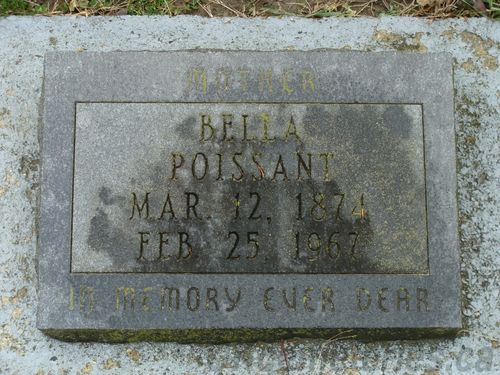 MOTHER
BELLA
POISSANT
MAR. 12, 1874
FEB. 25, 1967
IN MEMORY EVER DEAR